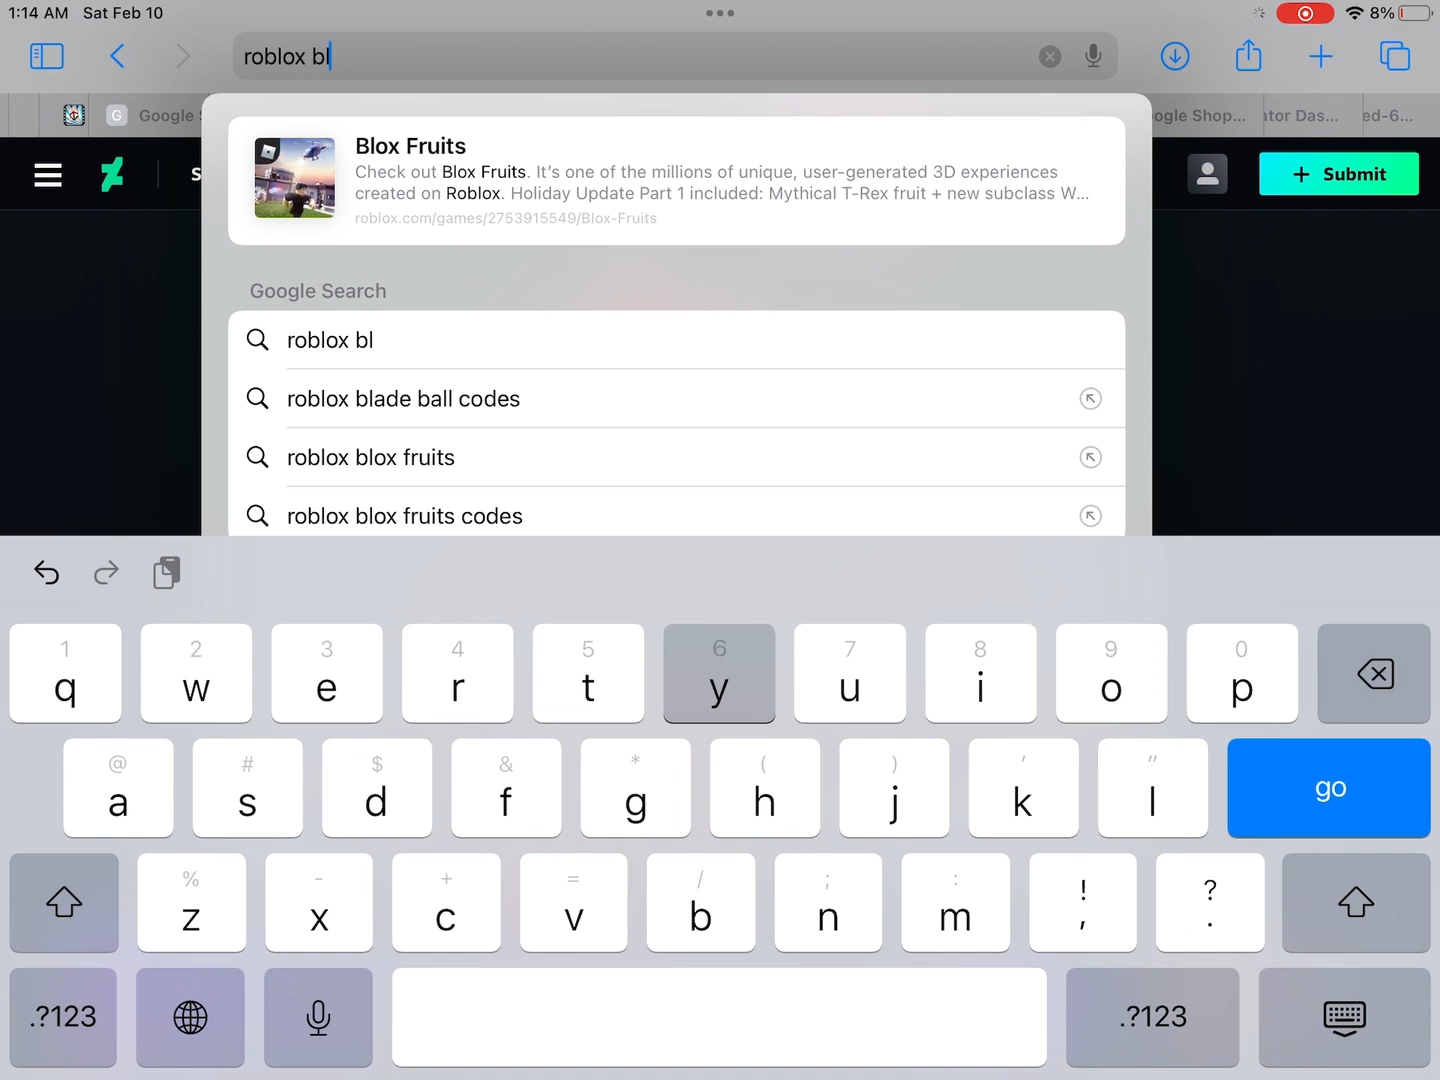 1:14 AM Sat Feb 10
8%
roblox bl
G Google
ogle Shop...
ator Das...
ed-6...
S
+ Submit
Blox Fruits
Check out Blox Fruits. It's one of the millions of unique, user-generated 3D experiences
created on Roblox. Holiday Update Part 1 included: Mythical T-Rex fruit + new subclass W...
roblox.com/games/2753915549/Blox-Fruits
Google Search
roblox bl
roblox blade ball codes
roblox blox fruits
roblox blox fruits codes
1 2 3 4 5 6 7 8 9 0
q w e r t y u i o p
@ # $ & * ( ) ' "
a s d f g h j k l go
% - + = / ; : ! ?
z x c v b n m , .
.?123 .?123